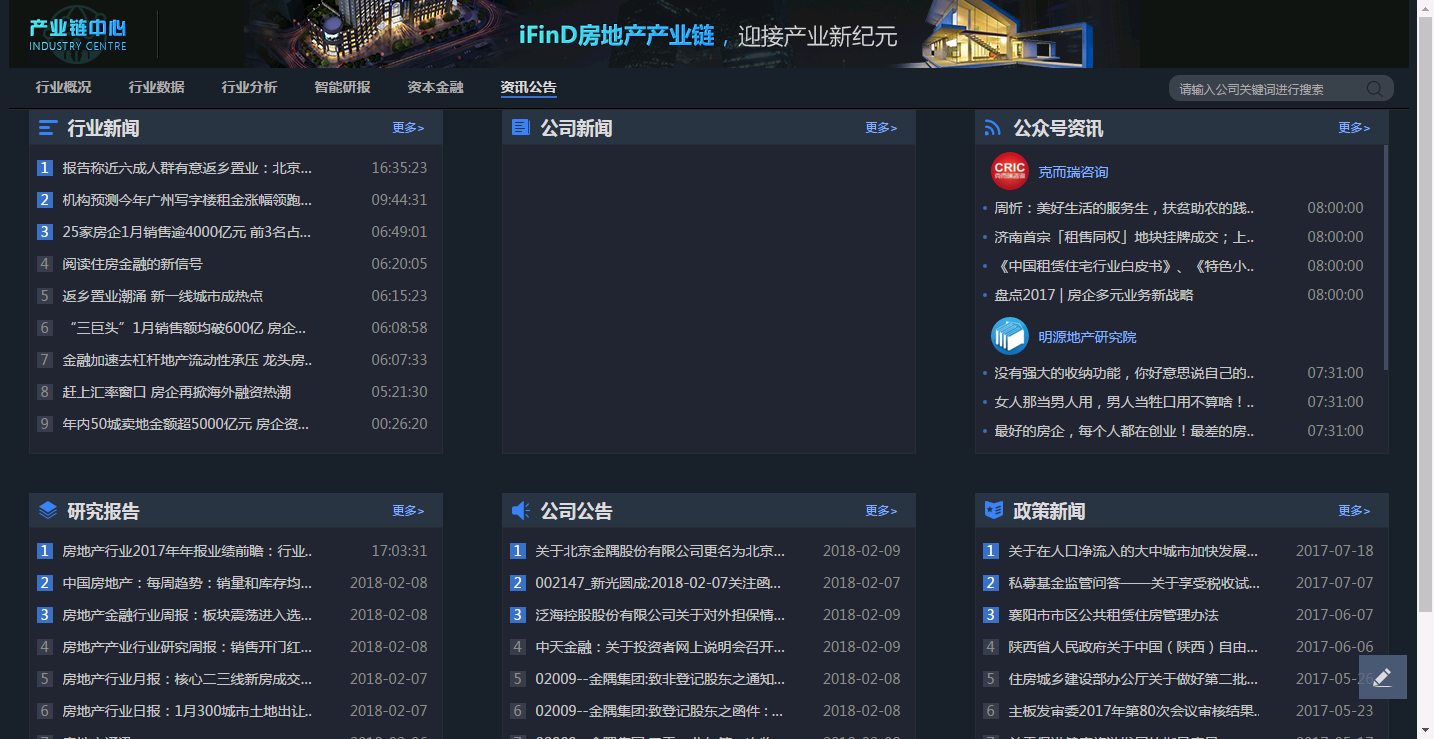 产业链中心
INDUSTRY CENTRE
iFinD房地产产业链，迎接产业新纪元
行业概况 行业数据 行业分析 智能研报 资本金融 资讯公告
请输入公司关键词进行搜索
行业新闻 更多>
1 报告称近六成人群有意返乡置业：北京... 16:35:23
2 机构预测今年广州写字楼租金涨幅领跑... 09:44:31
3 25家房企1月销售逾4000亿元 前3名占... 06:49:01
4 阅读住房金融的新信号 06:20:05
5 返乡置业潮涌 新一线城市成热点 06:15:23
6 “三巨头”1月销售额均破600亿 房企... 06:08:58
7 金融加速去杠杆地产流动性承压 龙头房.. 06:07:33
8 赶上汇率窗口 房企再掀海外融资热潮 05:21:30
9 年内50城卖地金额超5000亿元 房企资... 00:26:20
公司新闻 更多>
公众号资讯 更多>
CRIC
克而瑞咨询
克而瑞咨询
周忻：美好生活的服务生，扶贫助农的践.. 08:00:00
济南首宗「租售同权」地块挂牌成交；上.. 08:00:00
《中国租赁住宅行业白皮书》、《特色小.. 08:00:00
盘点2017 | 房企多元业务新战略 08:00:00
明源地产研究院
没有强大的收纳功能，你好意思说自己的.. 07:31:00
女人那当男人用，男人当牲口用不算啥！.. 07:31:00
最好的房企，每个人都在创业！最差的房.. 07:31:00
研究报告 更多>
1 房地产行业2017年年报业绩前瞻：行业.. 17:03:31
2 中国房地产：每周趋势：销量和库存均... 2018-02-08
3 房地产金融行业周报：板块震荡进入选... 2018-02-08
4 房地产产业行业研究周报：销售开门红... 2018-02-08
5 房地产行业月报：核心二三线新房成交... 2018-02-07
6 房地产行业日报：1月300城市土地出让.. 2018-02-07
公司公告 更多>
1 关于北京金隅股份有限公司更名为北京... 2018-02-09
2 002147_新光圆成:2018-02-07关注函... 2018-02-07
3 泛海控股股份有限公司关于对外担保情... 2018-02-09
4 中天金融：关于投资者网上说明会召开... 2018-02-09
5 02009--金隅集团:致非登记股东之通知... 2018-02-08
6 02009--金隅集团:致登记股东之函件 : ... 2018-02-08
政策新闻 更多>
1 关于在人口净流入的大中城市加快发展... 2017-07-18
2 私募基金监管问答——关于享受税收试... 2017-07-07
3 襄阳市市区公共租赁住房管理办法 2017-06-07
4 陕西省人民政府关于中国（陕西）自由... 2017-06-06
5 住房城乡建设部办公厅关于做好第二批... 2017-05-26
6 主板发审委2017年第80次会议审核结果.. 2017-05-23